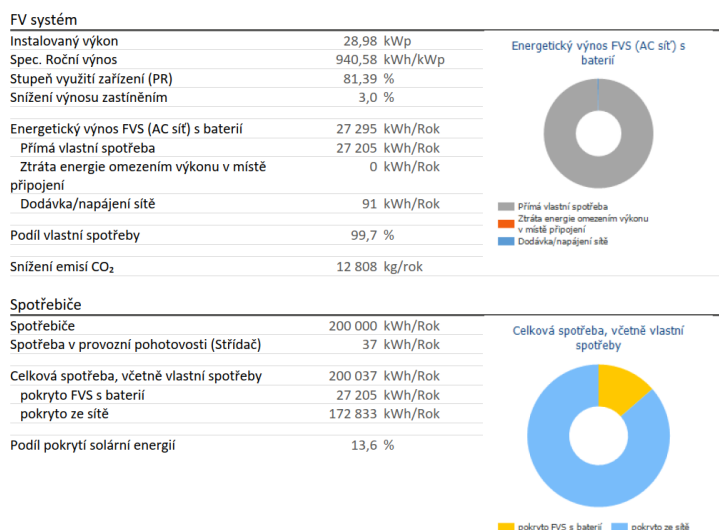 FV systém
Instalovaný výkon 28,98 kWp
Spec. Roční výnos 940,58 kWh/kWp
Stupeň využití zařízení (PR) 81,39 %
Snížení výnosu zastíněním 3,0 %
Energetický výnos FVS (AC síť) s baterií 27 295 kWh/Rok
Přímá vlastní spotřeba 27 205 kWh/Rok
Ztráta energie omezením výkonu v místě 0 kWh/Rok
připojení
Dodávka/napájení sítě 91 kWh/Rok
Podíl vlastní spotřeby 99,7 %
Snížení emisí CO₂ 12 808 kg/rok
Energetický výnos FVS (AC síť) s
baterií
Přímá vlastní spotřeba
Ztráta energie omezením výkonu
v místě připojení
Dodávka/napájení sítě
Spotřebiče
Spotřebiče 200 000 kWh/Rok
Spotřeba v provozní pohotovosti (Střídač) 37 kWh/Rok
Celková spotřeba, včetně vlastní spotřeby 200 037 kWh/Rok
pokryto FVS s baterií 27 205 kWh/Rok
pokryto ze sítě 172 833 kWh/Rok
Podíl pokrytí solární energií 13,6 %
Celková spotřeba, včetně vlastní
spotřeby
pokryto FVS s baterií pokryto ze sítě